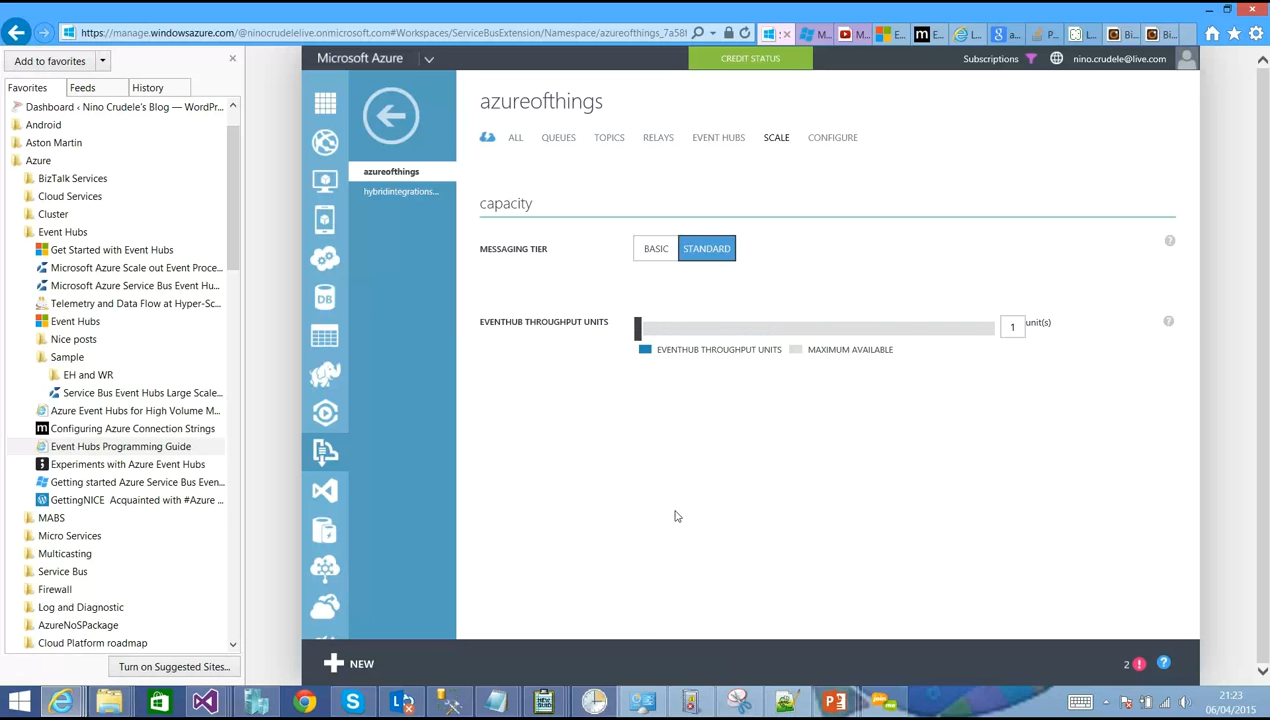 https://manage.windowsazure.com/@ninocrudelelive.onmicrosoft.com#Workspaces/ServiceBusExtension/Namespace/azureofthings_7a58f
M...
M...
E...
E...
L...
a...
P...
L...
Bi...
Bi...
Add to favorites
Favorites
Feeds
History
Dashboard ‹ Nino Crudele's Blog — WordPr...
Android
Aston Martin
Azure
BizTalk Services
Cloud Services
Cluster
Event Hubs
Get Started with Event Hubs
Microsoft Azure Scale out Event Proce...
Microsoft Azure Service Bus Event Hu...
Telemetry and Data Flow at Hyper-Sc...
Event Hubs
Nice posts
Sample
EH and WR
Service Bus Event Hubs Large Scale...
Azure Event Hubs for High Volume M...
Configuring Azure Connection Strings
Event Hubs Programming Guide
Experiments with Azure Event Hubs
Getting started Azure Service Bus Even...
GettingNICE Acquainted with #Azure ...
MABS
Micro Services
Multicasting
Service Bus
Firewall
Log and Diagnostic
AzureNoSPackage
Cloud Platform roadmap
Turn on Suggested Sites...
Microsoft Azure
CREDIT STATUS
Subscriptions
nino.crudele@live.com
DB
azureofthings
hybridintegrations...
azureofthings
ALL QUEUES TOPICS RELAYS EVENT HUBS SCALE CONFIGURE
capacity
MESSAGING TIER
BASIC STANDARD
EVENTHUB THROUGHPUT UNITS
1 unit(s)
EVENTHUB THROUGHPUT UNITS MAXIMUM AVAILABLE
NEW
2
21:23
06/04/2015